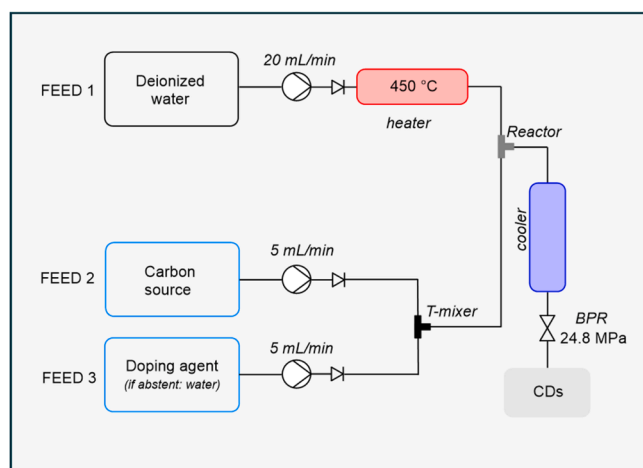 20 mL/min
FEED 1
Deionized
water
450 °C
heater
Reactor
cooler
5 mL/min
FEED 2
Carbon
source
T-mixer
BPR
24.8 MPa
5 mL/min
FEED 3
Doping agent
(if abstent: water)
CDs